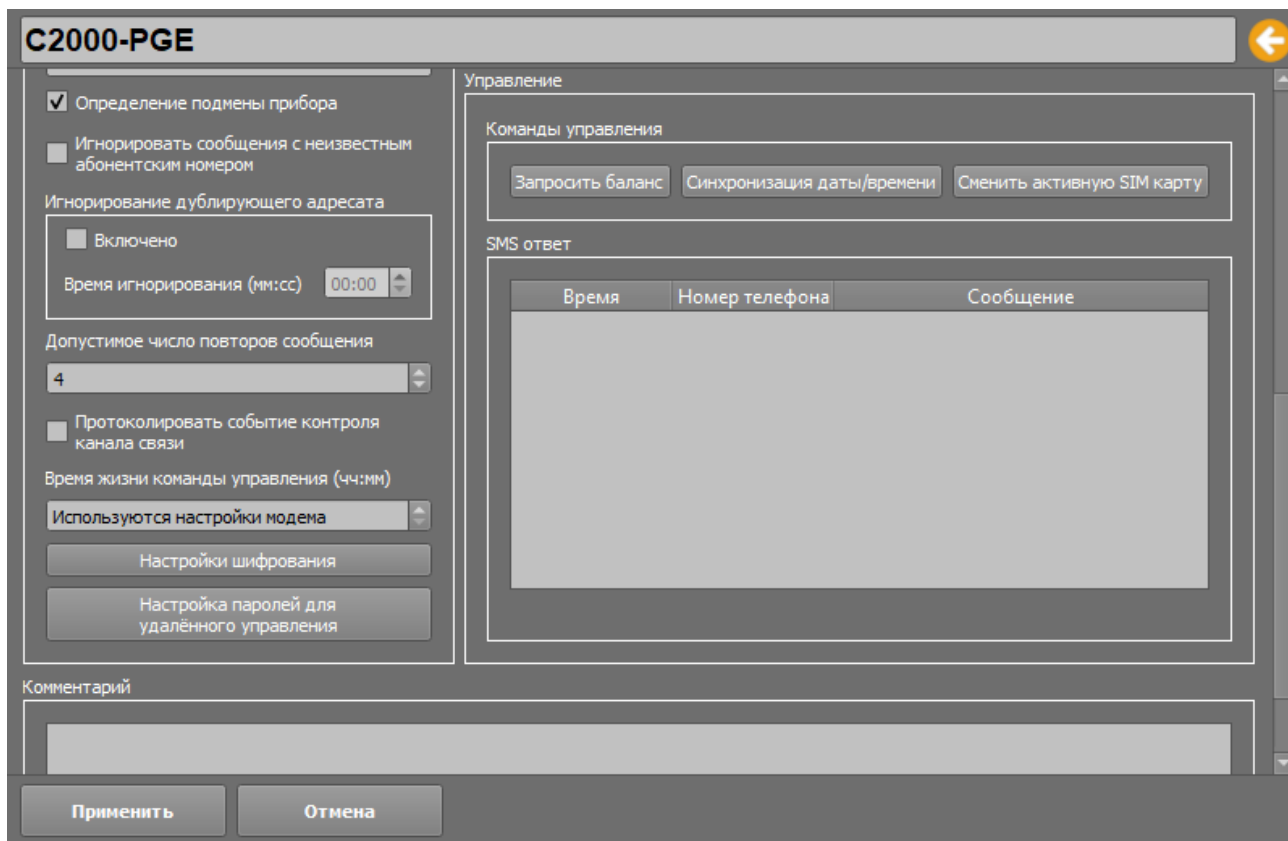 C2000-PGE
Определение подмены прибора
Игнорировать сообщения с неизвестным
абонентским номером
Игнорирование дублирующего адресата
Включено
Время игнорирования (мм:сс) 00:00
Допустимое число повторов сообщения
4
Протоколировать событие контроля
канала связи
Время жизни команды управления (чч:мм)
Используются настройки модема
Настройки шифрования
Настройка паролей для
удалённого управления
Управление
Команды управления
Запросить баланс Синхронизация даты/времени Сменить активную SIM карту
SMS ответ
Время Номер телефона Сообщение
Комментарий
Применить Отмена